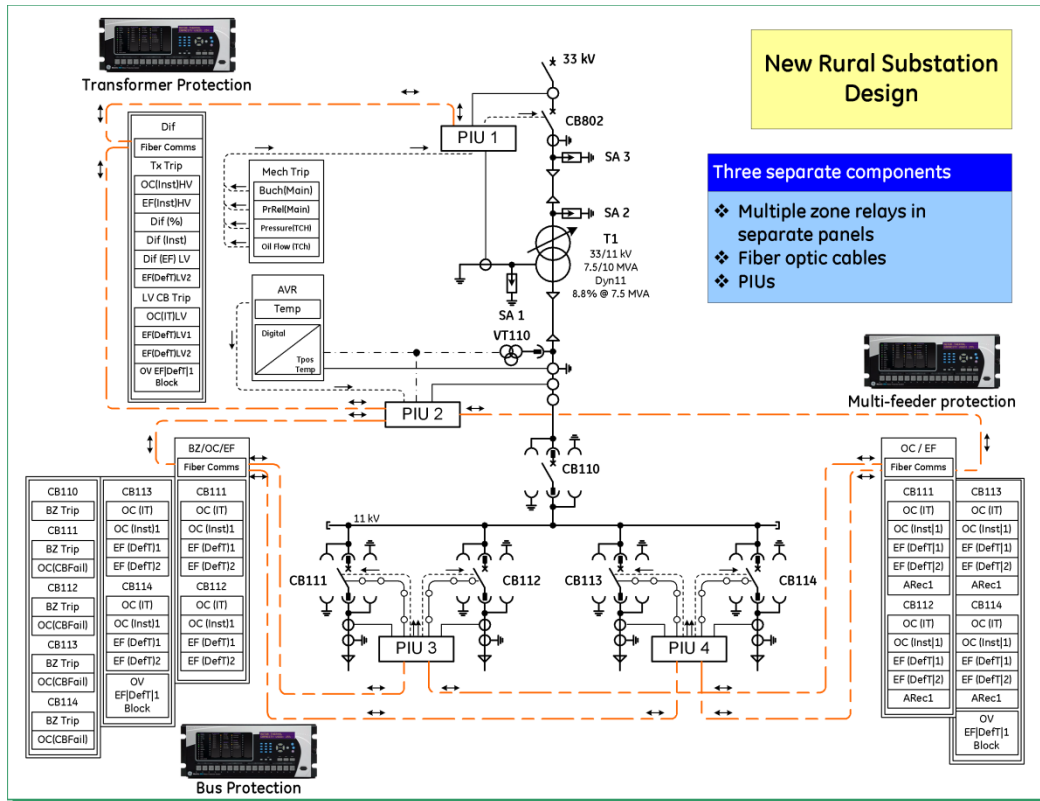 Transformer Protection
Dif
Fiber Comms
Tx Trip
OC(Inst)HV
EF(Inst)HV
Dif (%)
Dif (Inst)
Dif (EF) LV
EF(DefT)LV2
LV CB Trip
OC(IT)LV
EF(DefT)LV1
EF(DefT)LV2
OV EF|DefT|1
Block
Mech Trip
Buch(Main)
PrRel(Main)
Pressure(TCH)
Oil Flow (TCh)
AVR
Temp
Digital
Tpos
Temp
PIU 1
33 kV
CB802
SA 3
SA 2
T1
33/11 kV
7.5/10 MVA
Dyn11
8.8% @ 7.5 MVA
SA 1
VT110
PIU 2
New Rural Substation
Design
Three separate components
❖ Multiple zone relays in
separate panels
❖ Fiber optic cables
❖ PIUs
Multi-feeder protection
CB110
11 kV
CB111
CB112
CB113
CB114
PIU 3
PIU 4
BZ/OC/EF
Fiber Comms
CB110
BZ Trip
CB111
BZ Trip
OC(CBFail)
CB112
BZ Trip
OC(CBFail)
CB113
BZ Trip
OC(CBFail)
CB114
BZ Trip
OC(CBFail)
CB113
OC (IT)
OC (Inst)1
EF (DefT)1
EF (DefT)2
CB114
OC (IT)
OC (Inst)1
EF (DefT)1
EF (DefT)2
OV
EF|DefT|1
Block
CB111
OC (IT)
OC (Inst)1
EF (DefT)1
EF (DefT)2
CB112
OC (IT)
OC (Inst)1
EF (DefT)1
EF (DefT)2
Bus Protection
OC / EF
Fiber Comms
CB111
OC (IT)
OC (Inst|1)
EF (DefT|1)
EF (DefT|2)
ARec1
CB112
OC (IT)
OC (Inst|1)
EF (DefT|1)
EF (DefT|2)
ARec1
CB113
OC (IT)
OC (Inst|1)
EF (DefT|1)
EF (DefT|2)
ARec1
CB114
OC (IT)
OC (Inst|1)
EF (DefT|1)
EF (DefT|2)
ARec1
OV
EF|DefT|1
Block